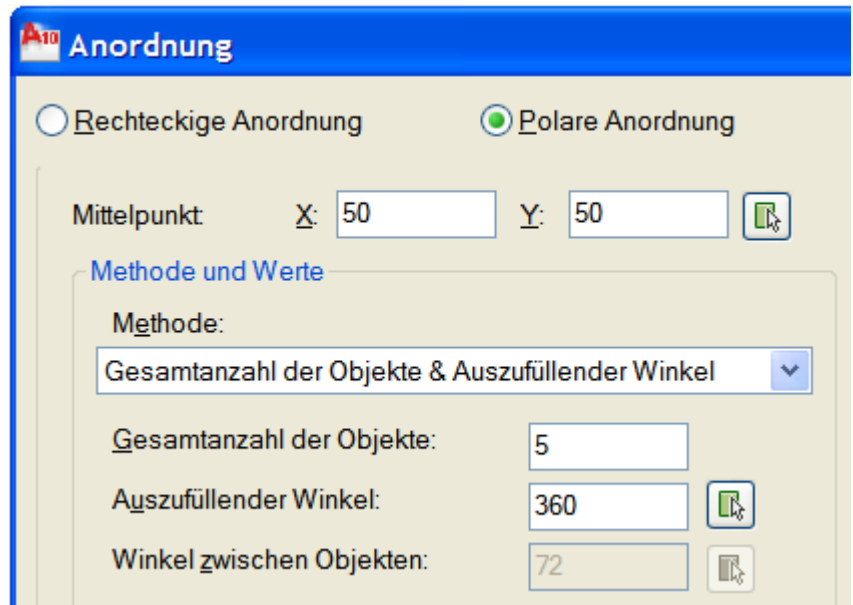 A10 Anordnung
Rechteckige Anordnung Polare Anordnung
Mittelpunkt: X: 50 Y: 50
Methode und Werte
Methode:
Gesamtanzahl der Objekte & Auszufüllender Winkel
Gesamtanzahl der Objekte: 5
Auszufüllender Winkel: 360
Winkel zwischen Objekten: 72